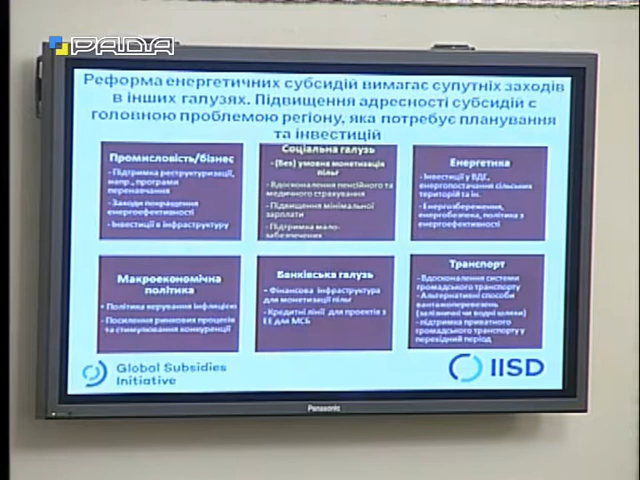 РАДА
Реформа енергетичних субсидій вимагає супутніх заходів
в інших галузях. Підвищення адресності субсидій є
головною проблемою регіону, яка потребує планування
та інвестицій
Промисловість/бізнес
- Підтримка реструктуризації,
напр., програми
перенавчання
- Заходи покращення
енергоефективності
- Інвестиції в інфраструктуру
Соціальна галузь
- (Без) умовна монетизація
пільг
- Вдосконалення пенсійного та
медичного страхування
- Підвищення мінімальної
зарплати
- Підтримка мало-
забезпечених
Енергетика
- Інвестиції у ВДЕ,
енергопостачання сільських
територій та ін.
- Енергозбереження,
енергобезпека, політика з
енергоефективності
Макроекономічна
політика
- Політика керування інфляцією
- Посилення ринкових процесів
та стимулювання конкуренції
Банківська галузь
- Фінансова інфраструктура
для монетизації пільг
- Кредитні лінії для проектів з
ЕЕ для МСБ
Транспорт
- Вдосконалення системи
громадського транспорту
- Альтернативні способи
вантажоперевезень
(залізничні чи водні шляхи)
- підтримка приватного
громадського транспорту у
перехідний період
Global Subsidies
Initiative
IISD
Panasonic